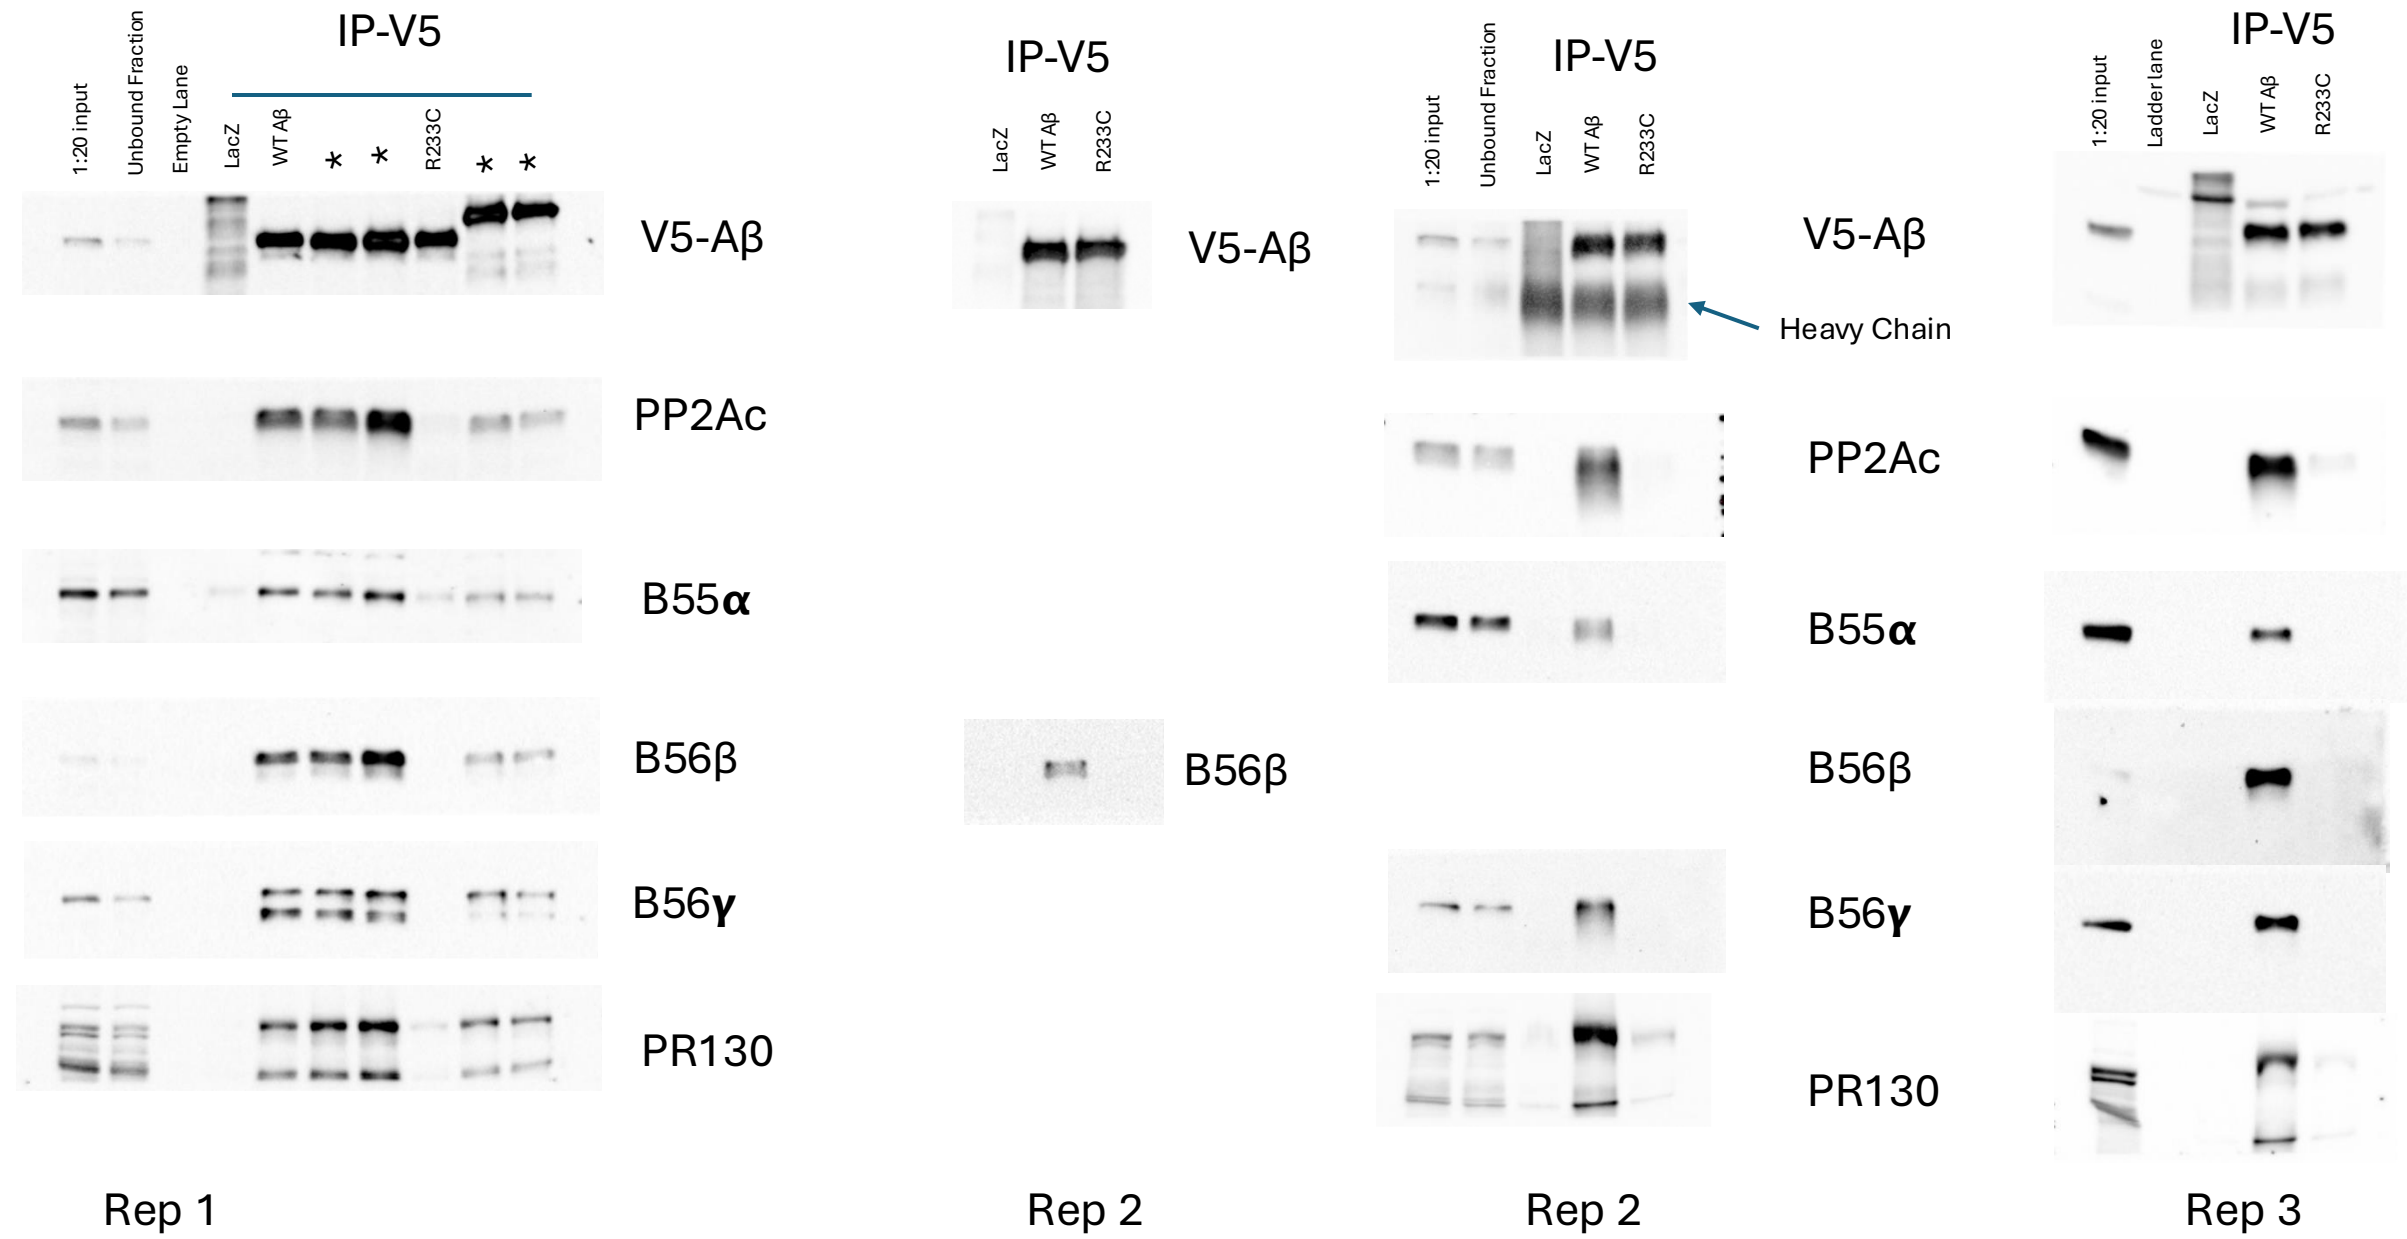 IP-V5
1:20 input
Unbound Fraction
Empty Lane
LacZ
WT Aβ
*
*
R233C
*
*
V5-Aβ
PP2Ac
B55α
B56β
B56γ
PR130
Rep 1
IP-V5
LacZ
WT Aβ
R233C
V5-Aβ
B56β
Rep 2
IP-V5
1:20 input
Unbound Fraction
LacZ
WT Aβ
R233C
V5-Aβ
Heavy Chain
PP2Ac
B55α
B56β
B56γ
PR130
Rep 2
IP-V5
1:20 input
Ladder lane
LacZ
WT Aβ
R233C
Rep 3